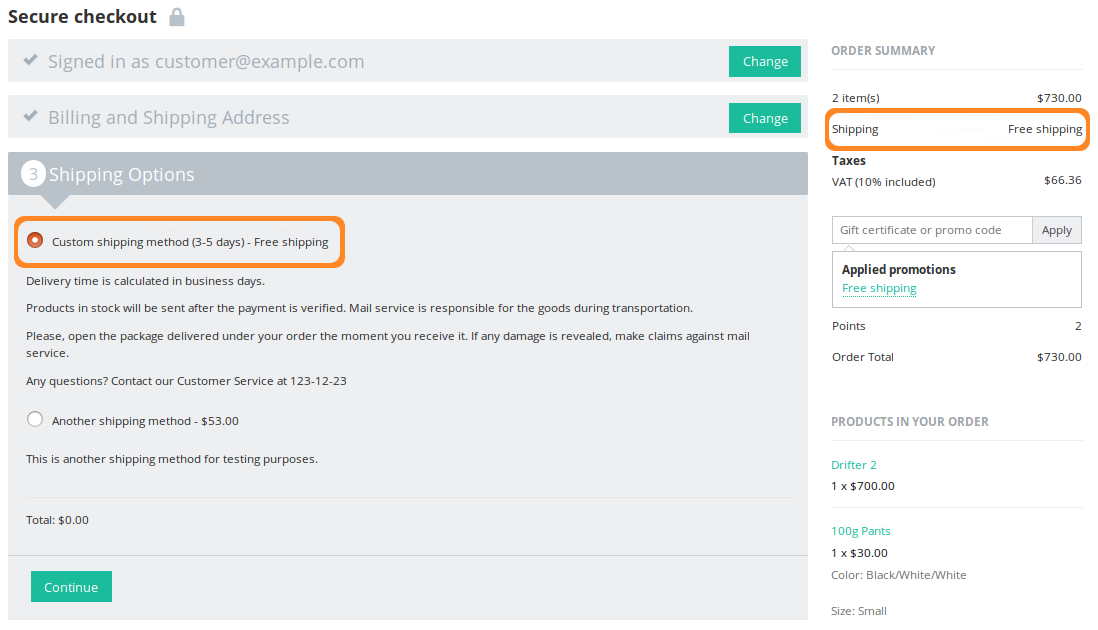 Secure checkout
Signed in as customer@example.com
Change
Billing and Shipping Address
Change
3 Shipping Options
Custom shipping method (3-5 days) - Free shipping
Delivery time is calculated in business days.
Products in stock will be sent after the payment is verified. Mail service is responsible for the goods during transportation.
Please, open the package delivered under your order the moment you receive it. If any damage is revealed, make claims against mail
service.
Any questions? Contact our Customer Service at 123-12-23
Another shipping method - $53.00
This is another shipping method for testing purposes.
Total: $0.00
Continue
ORDER SUMMARY
2 item(s) $730.00
Shipping Free shipping
Taxes
VAT (10% included) $66.36
Gift certificate or promo code Apply
Applied promotions
Free shipping
Points 2
Order Total $730.00
PRODUCTS IN YOUR ORDER
Drifter 2
1 x $700.00
100g Pants
1 x $30.00
Color: Black/White/White
Size: Small